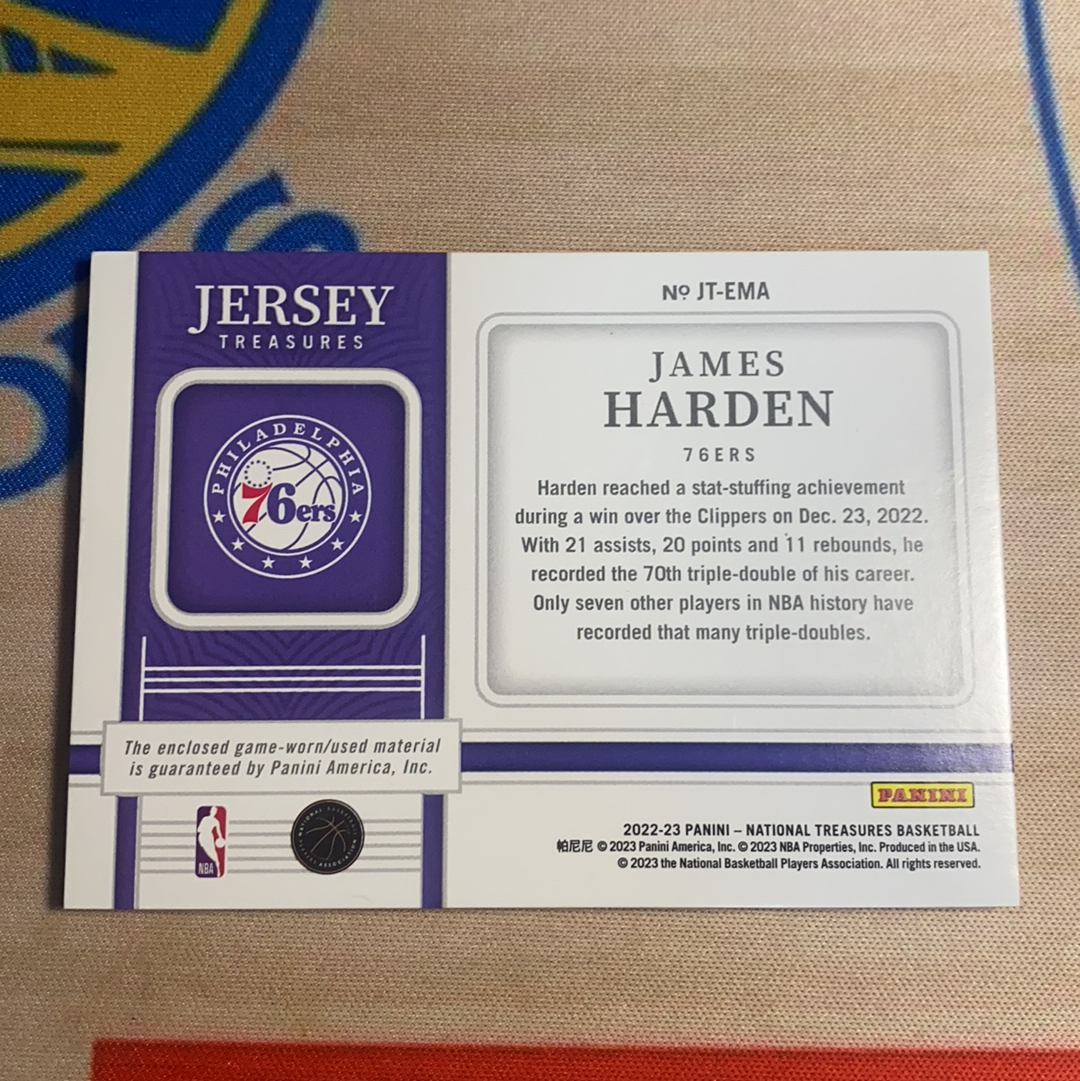 JERSEY
TREASURES
PHILADELPHIA
76ers
Nº JT-EMA
JAMES
HARDEN
76ERS
Harden reached a stat-stuffing achievement
during a win over the Clippers on Dec. 23, 2022.
With 21 assists, 20 points and 11 rebounds, he
recorded the 70th triple-double of his career.
Only seven other players in NBA history have
recorded that many triple-doubles.
The enclosed game-worn/used material
is guaranteed by Panini America, Inc.
NBA
NATIONAL BASKETBALL
PLAYERS ASSOCIATION
PANINI
2022-23 PANINI – NATIONAL TREASURES BASKETBALL
帕尼尼 © 2023 Panini America, Inc. © 2023 NBA Properties, Inc. Produced in the USA.
© 2023 the National Basketball Players Association. All rights reserved.